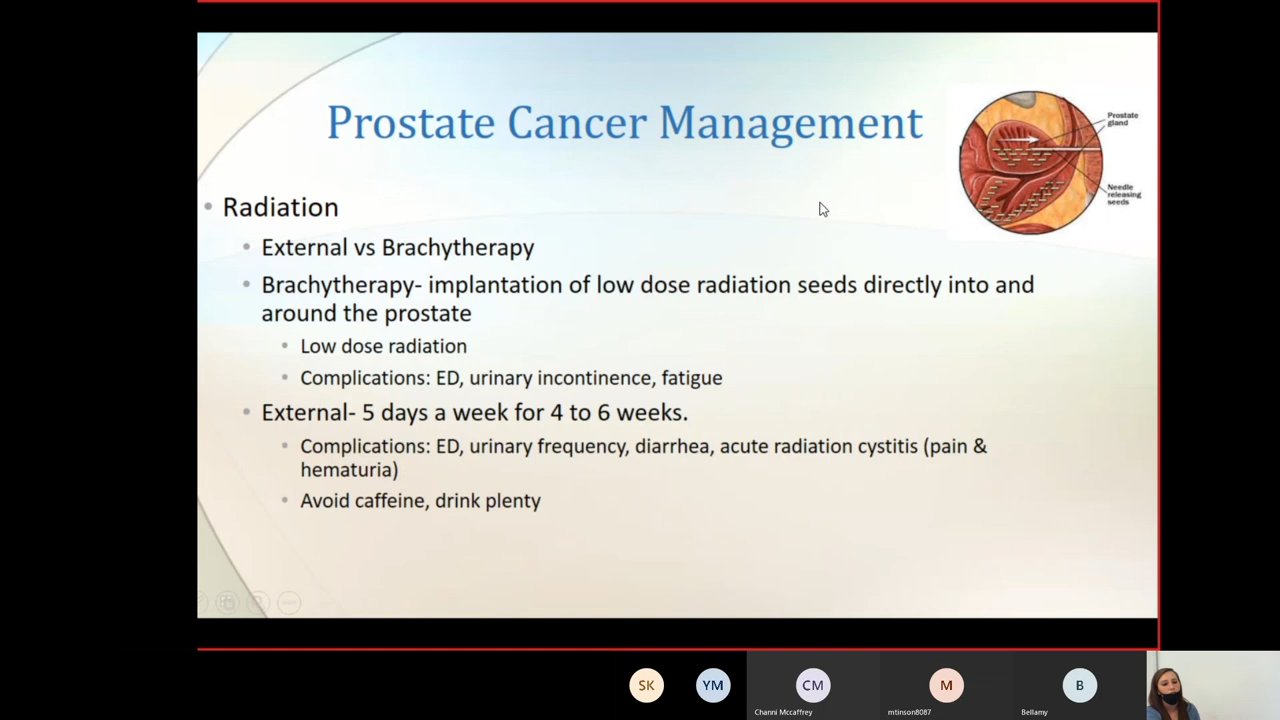 Prostate Cancer Management
Prostate
gland
Needle
releasing
seeds
Radiation
External vs Brachytherapy
Brachytherapy- implantation of low dose radiation seeds directly into and
around the prostate
Low dose radiation
Complications: ED, urinary incontinence, fatigue
External- 5 days a week for 4 to 6 weeks.
Complications: ED, urinary frequency, diarrhea, acute radiation cystitis (pain &
hematuria)
Avoid caffeine, drink plenty
SK
YM
CM
M
B
Channi Mccaffrey
mtinson8087
Bellamy